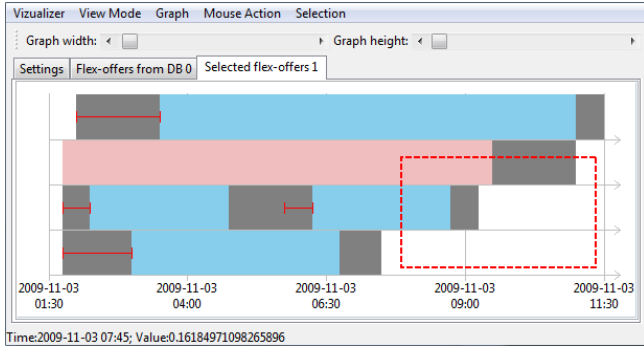 Vizualizer View Mode Graph Mouse Action Selection
Graph width: Graph height:
Settings Flex-offers from DB 0 Selected flex-offers 1
2009-11-03 2009-11-03 2009-11-03 2009-11-03 2009-11-03
01:30 04:00 06:30 09:00 11:30
Time:2009-11-03 07:45; Value:0.16184971098265896